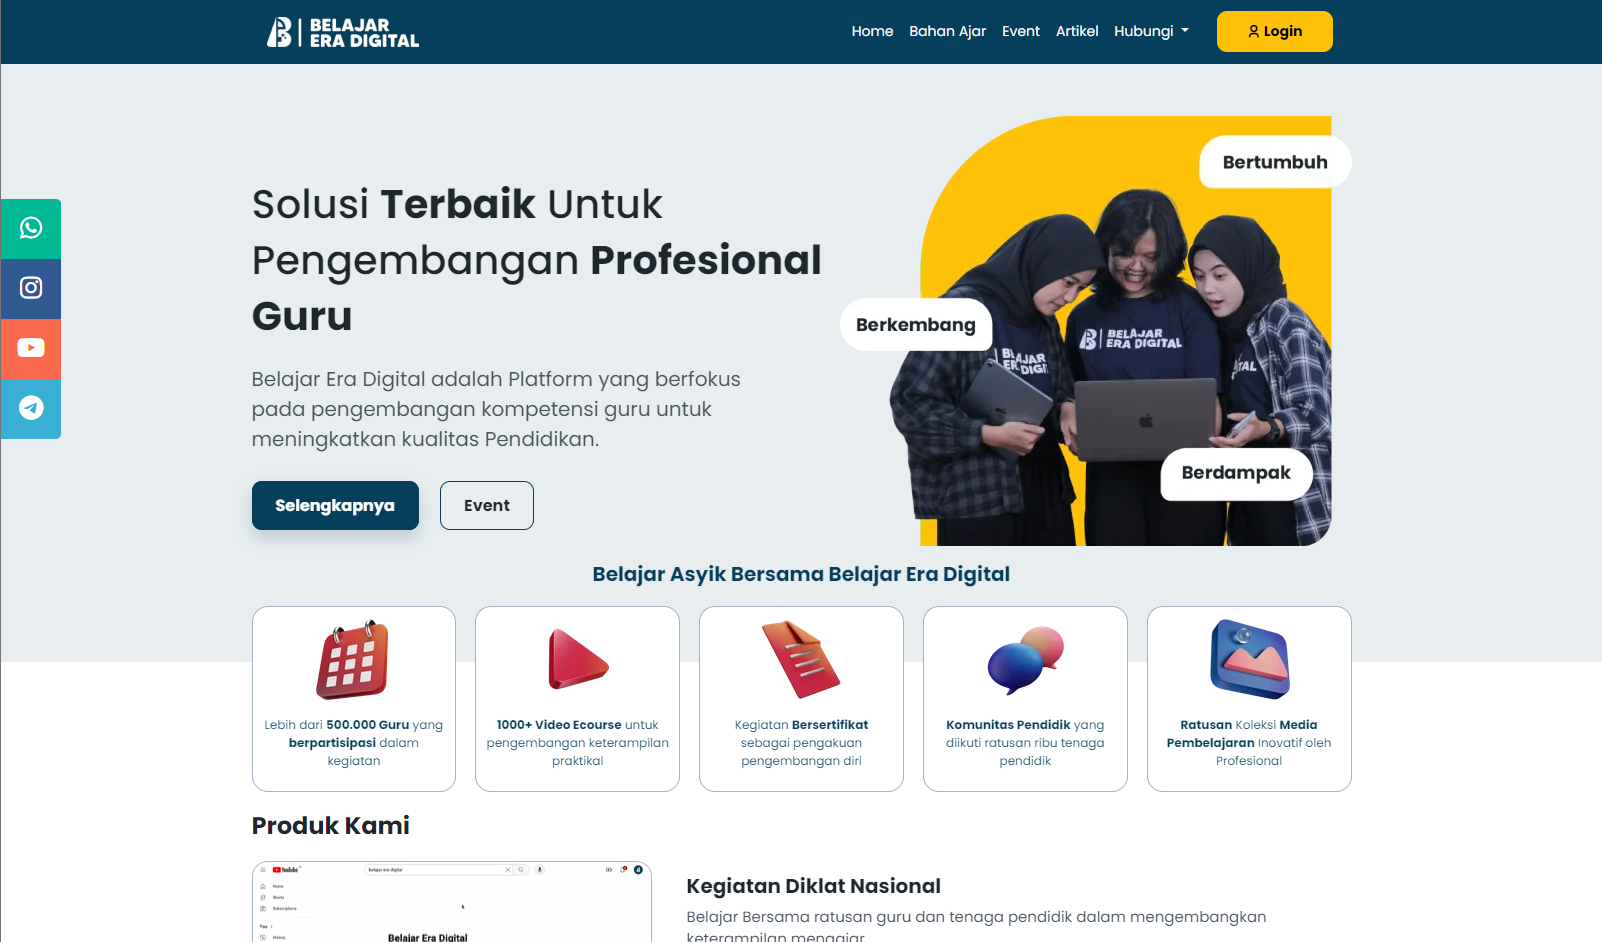 BELAJAR
ERA DIGITAL
Home Bahan Ajar Event Artikel Hubungi Login
Bertumbuh
Solusi Terbaik Untuk
Pengembangan Profesional
Guru
Berkembang
BELAJAR
ERA DIGITAL
Belajar Era Digital adalah Platform yang berfokus
pada pengembangan kompetensi guru untuk
meningkatkan kualitas Pendidikan.
Berdampak
Selengkapnya Event
Belajar Asyik Bersama Belajar Era Digital
Lebih dari 500.000 Guru yang
berpartisipasi dalam
kegiatan
1000+ Video Ecourse untuk
pengembangan keterampilan
praktikal
Kegiatan Bersertifikat
sebagai pengakuan
pengembangan diri
Komunitas Pendidik yang
diikuti ratusan ribu tenaga
pendidik
Ratusan Koleksi Media
Pembelajaran Inovatif oleh
Profesional
Produk Kami
YouTube
belajar era digital
Home
Shorts
Subscriptions
You
History
Belajar Era Digital
Kegiatan Diklat Nasional
Belajar Bersama ratusan guru dan tenaga pendidik dalam mengembangkan
keterampilan mengajar